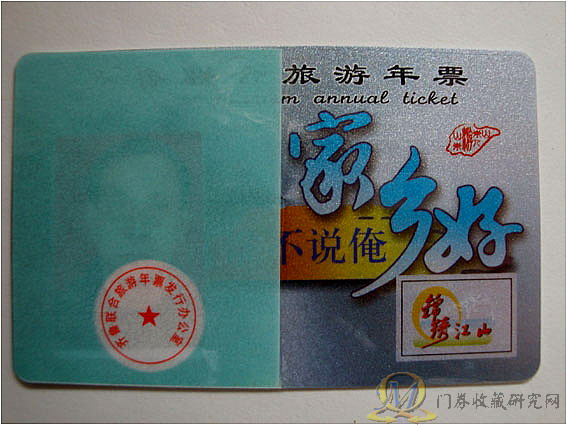 旅游年票
m annual ticket
家乡好
不说俺
锦绣江山
齐鲁联合旅游年票发行办公室
门券收藏研究网